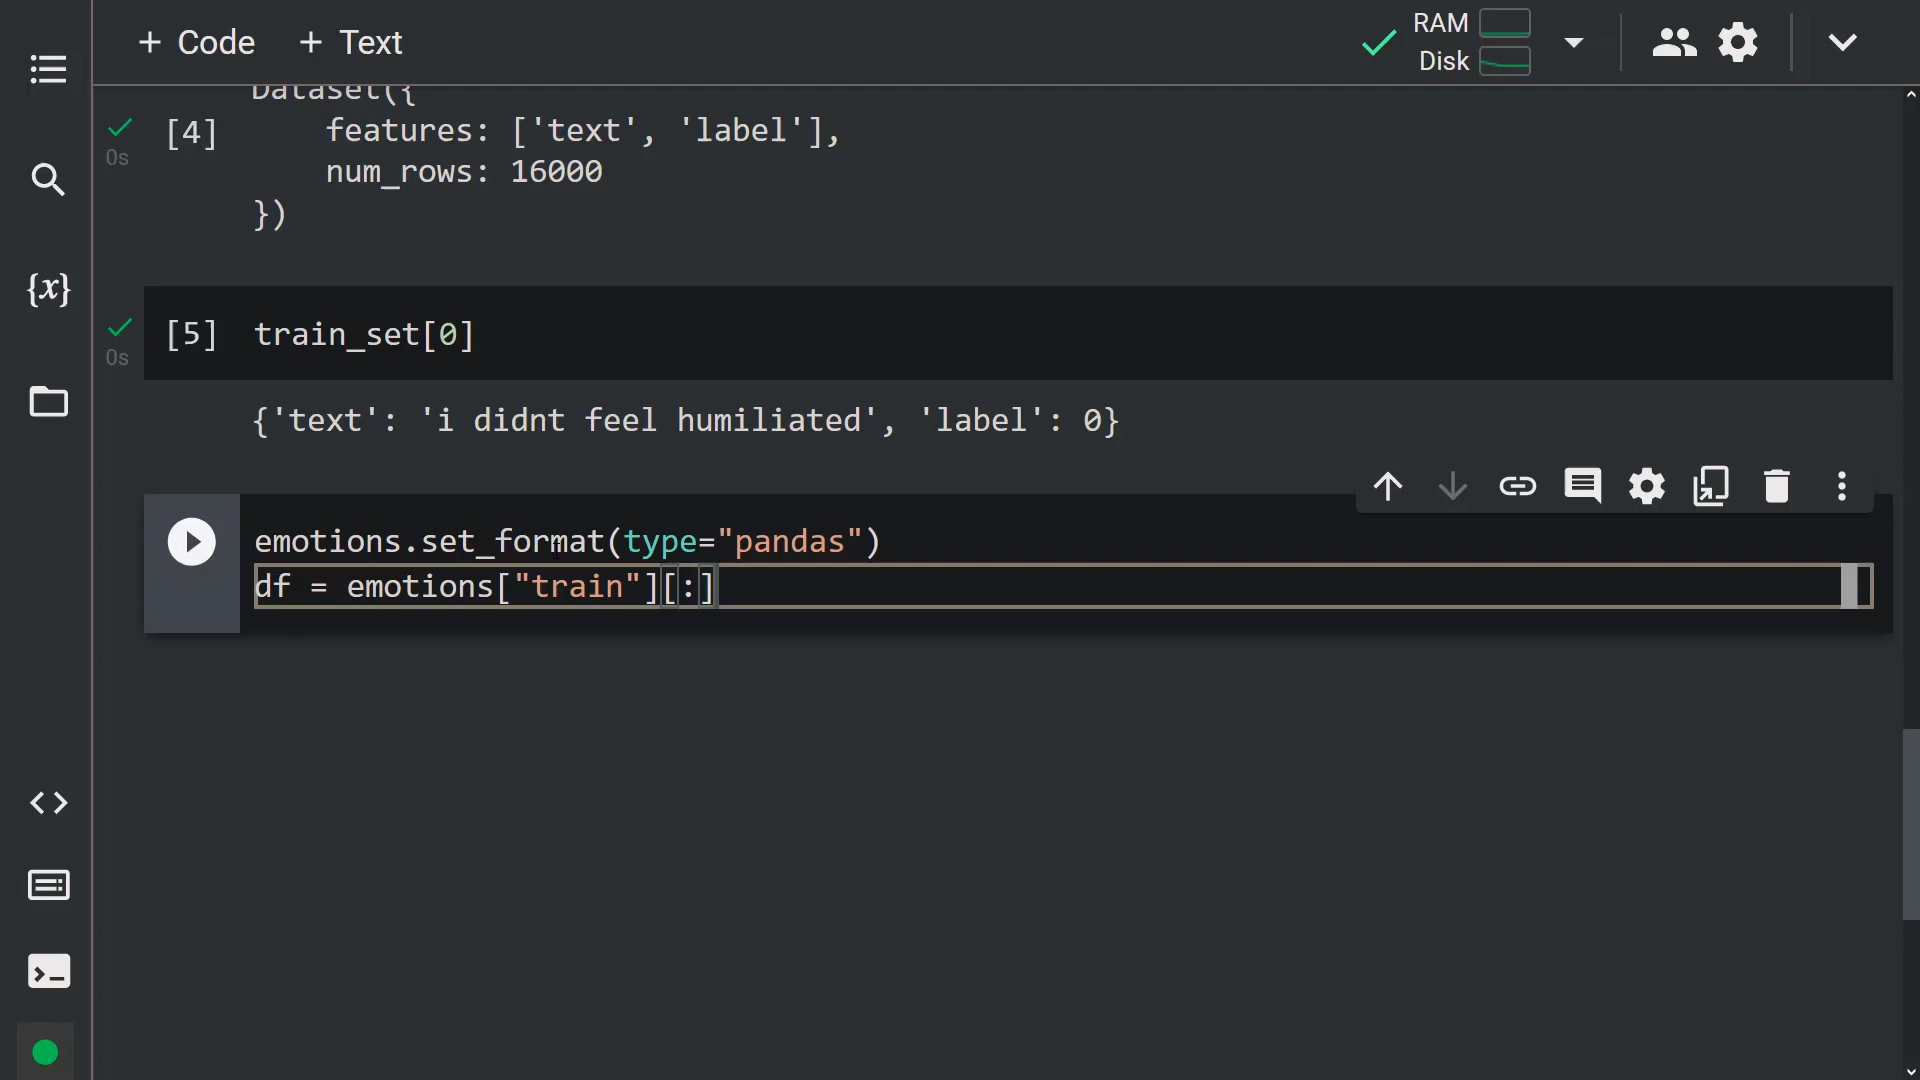 + Code + Text
RAM
Disk
Dataset({
[4]
features: ['text', 'label'],
0s
num_rows: 16000
})
[5] train_set[0]
0s
{'text': 'i didnt feel humiliated', 'label': 0}
{x}
emotions.set_format(type="pandas")
df = emotions["train"][:]